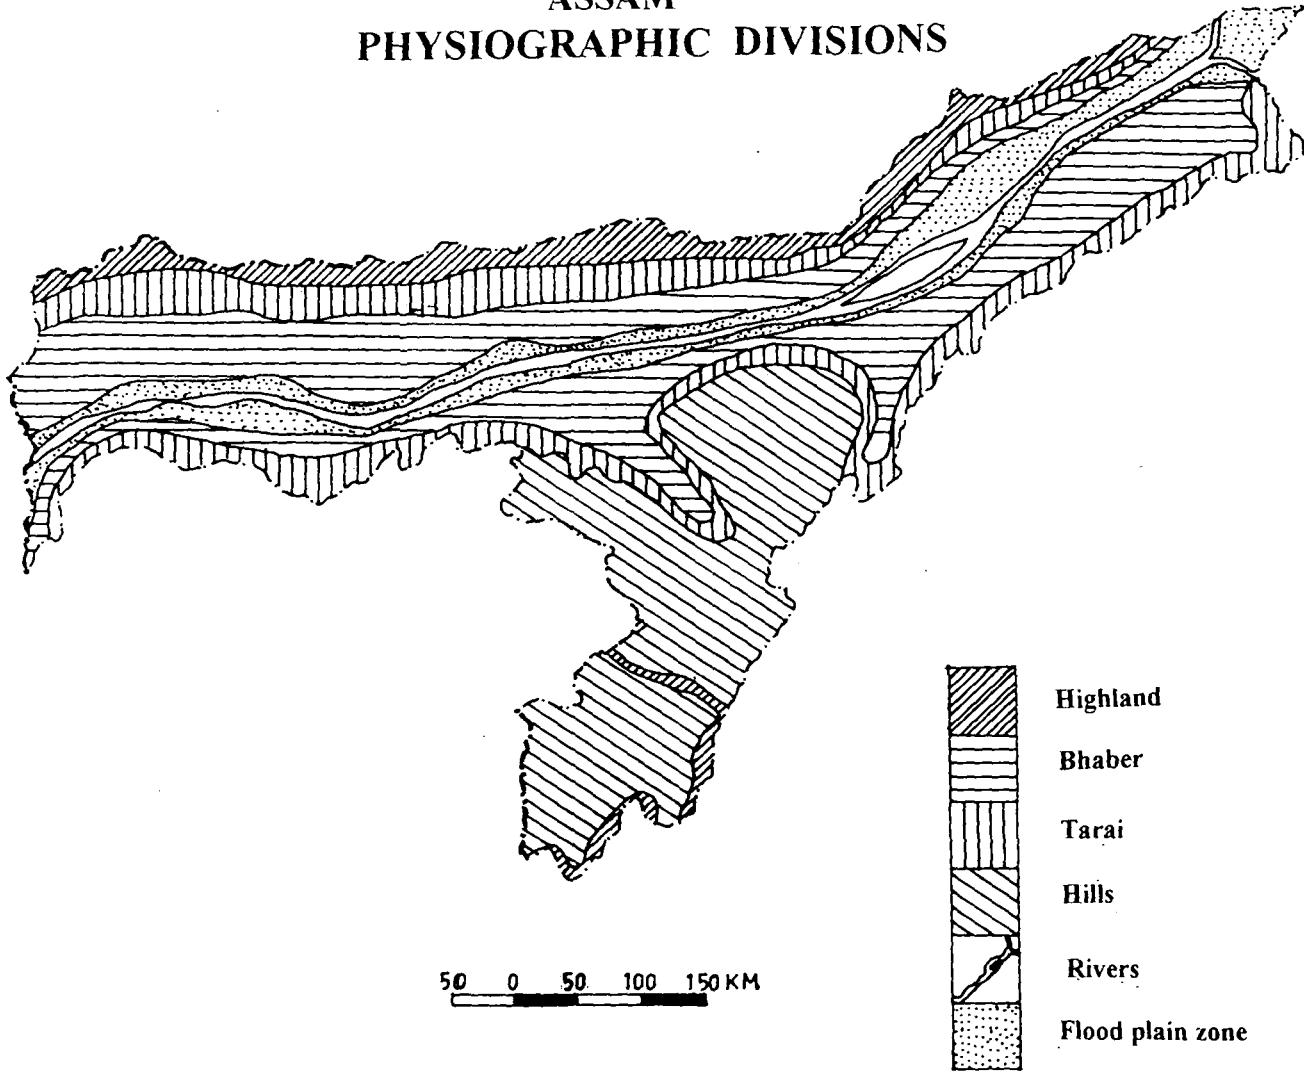 ASSAM
PHYSIOGRAPHIC DIVISIONS
Highland
Bhaber
Tarai
Hills
Rivers
Flood plain zone
50 0 50 100 150 KM